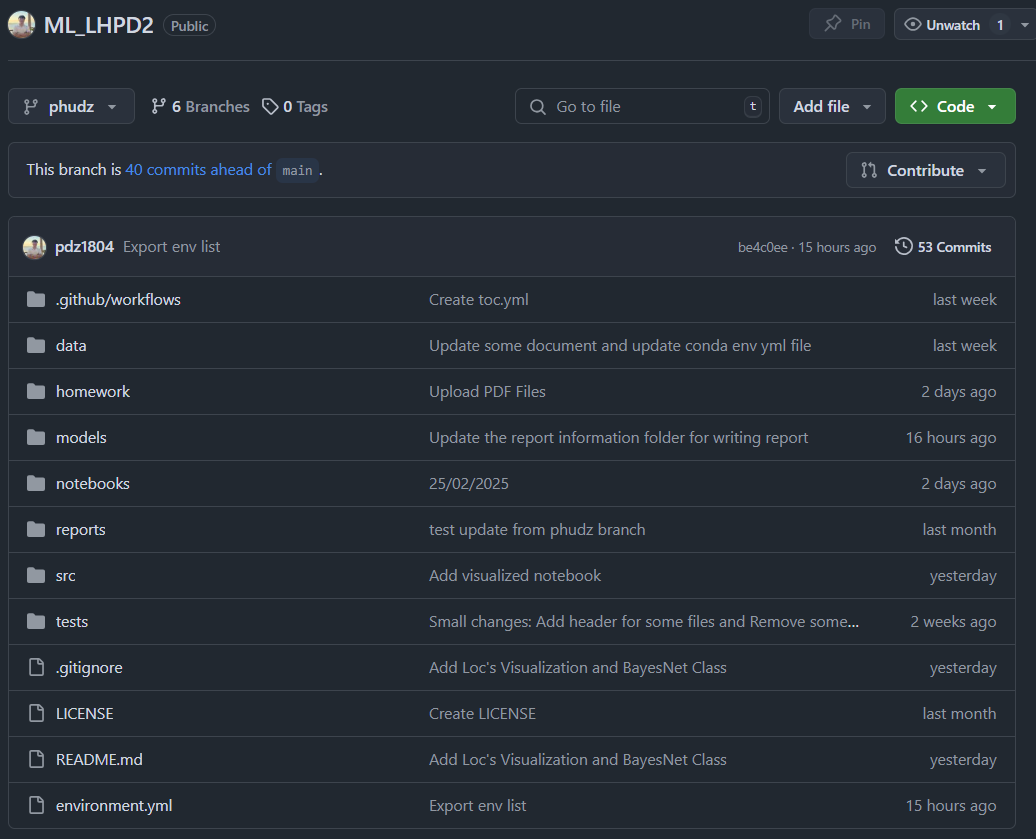 ML_LHPD2 Public Pin Unwatch 1
phudz 6 Branches 0 Tags Go to file t Add file Code
This branch is 40 commits ahead of main . Contribute
pdz1804 Export env list be4c0ee · 15 hours ago 53 Commits
.github/workflows Create toc.yml last week
data Update some document and update conda env yml file last week
homework Upload PDF Files 2 days ago
models Update the report information folder for writing report 16 hours ago
notebooks 25/02/2025 2 days ago
reports test update from phudz branch last month
src Add visualized notebook yesterday
tests Small changes: Add header for some files and Remove some... 2 weeks ago
.gitignore Add Loc's Visualization and BayesNet Class yesterday
LICENSE Create LICENSE last month
README.md Add Loc's Visualization and BayesNet Class yesterday
environment.yml Export env list 15 hours ago